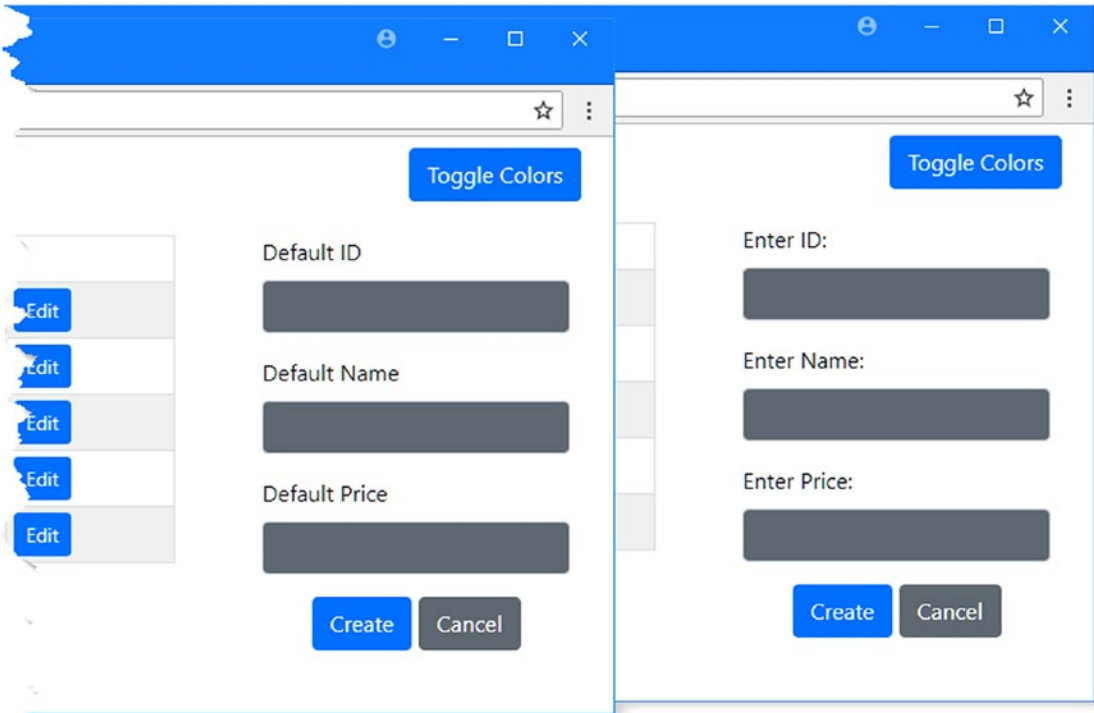 Toggle Colors
Default ID
Edit
Edit
Default Name
Edit
Edit
Default Price
Edit
Create Cancel
Toggle Colors
Enter ID:
Enter Name:
Enter Price:
Create Cancel